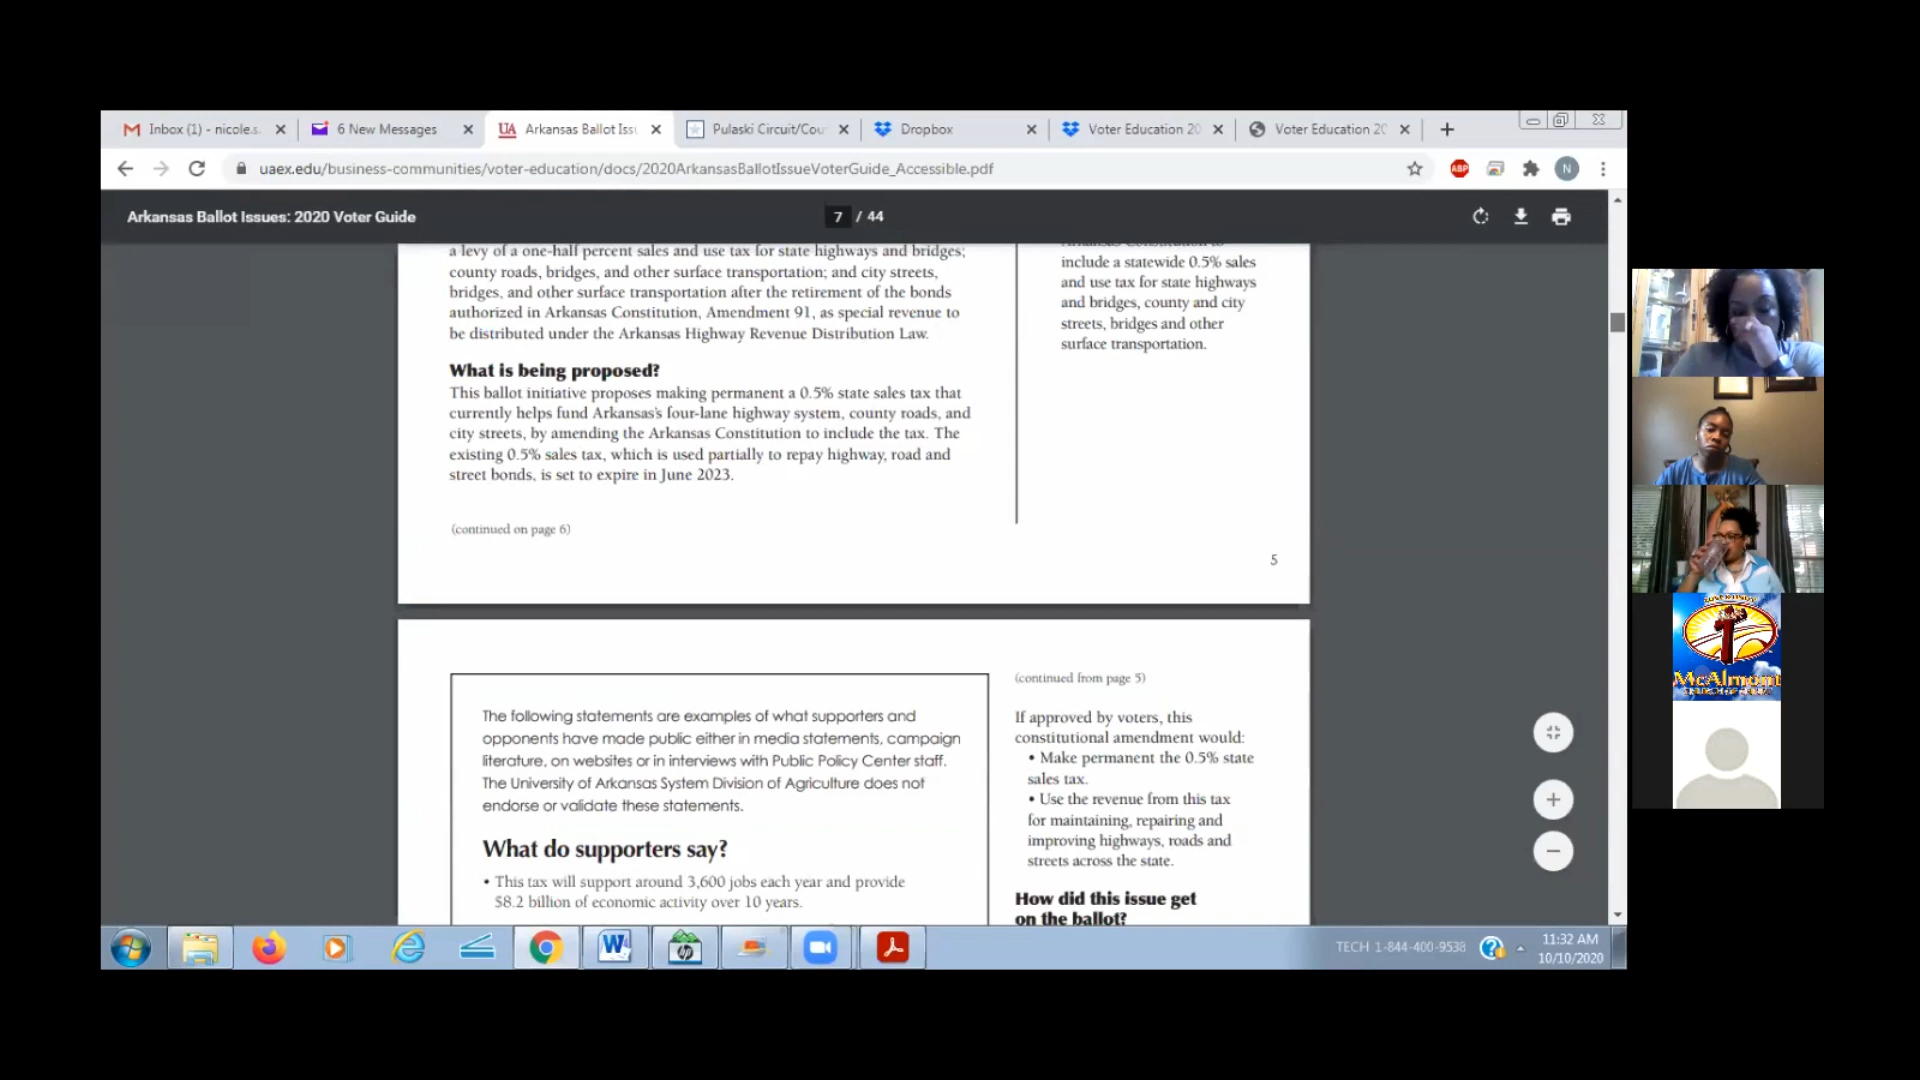 Inbox (1) - nicole.s.
6 New Messages
UA Arkansas Ballot Issu
Pulaski Circuit/Cou
Dropbox
Voter Education 20
Voter Education 20
uaex.edu/business-communities/voter-education/docs/2020ArkansasBallotIssueVoterGuide_Accessible.pdf
ABP
N
Arkansas Ballot Issues: 2020 Voter Guide
7 / 44
a levy of a one-half percent sales and use tax for state highways and bridges;
county roads, bridges, and other surface transportation; and city streets,
bridges, and other surface transportation after the retirement of the bonds
authorized in Arkansas Constitution, Amendment 91, as special revenue to
be distributed under the Arkansas Highway Revenue Distribution Law.
What is being proposed?
This ballot initiative proposes making permanent a 0.5% state sales tax that
currently helps fund Arkansas's four-lane highway system, county roads, and
city streets, by amending the Arkansas Constitution to include the tax. The
existing 0.5% sales tax, which is used partially to repay highway, road and
street bonds, is set to expire in June 2023.
(continued on page 6)
Arkansas Constitution to
include a statewide 0.5% sales
and use tax for state highways
and bridges, county and city
streets, bridges and other
surface transportation.
5
The following statements are examples of what supporters and
opponents have made public either in media statements, campaign
literature, on websites or in interviews with Public Policy Center staff.
The University of Arkansas System Division of Agriculture does not
endorse or validate these statements.
What do supporters say?
• This tax will support around 3,600 jobs each year and provide
$8.2 billion of economic activity over 10 years.
(continued from page 5)
If approved by voters, this
constitutional amendment would:
• Make permanent the 0.5% state
sales tax.
• Use the revenue from this tax
for maintaining, repairing and
improving highways, roads and
streets across the state.
How did this issue get
on the ballot?
McAlmont
TECH 1-844-400-9538
11:32 AM
10/10/2020